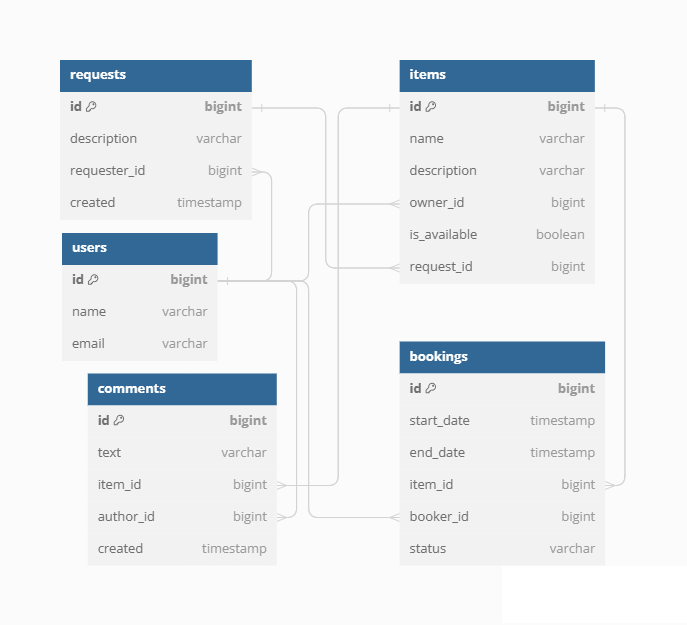 requests
id bigint
description varchar
requester_id bigint
created timestamp
users
id bigint
name varchar
email varchar
comments
id bigint
text varchar
item_id bigint
author_id bigint
created timestamp
items
id bigint
name varchar
description varchar
owner_id bigint
is_available boolean
request_id bigint
bookings
id bigint
start_date timestamp
end_date timestamp
item_id bigint
booker_id bigint
status varchar